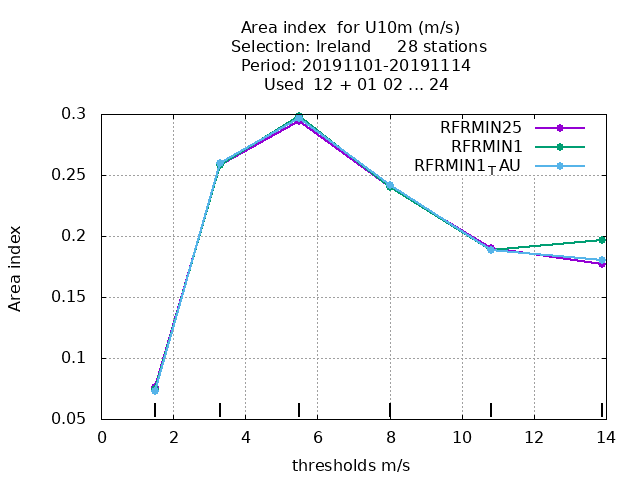 Area index  for U10m (m/s)
Selection: Ireland     28 stations
Period: 20191101-20191114
Used  12 + 01 02 ... 24
0.3
0.25
0.2
0.15
0.1
0.05
Area index
RFRMIN25
RFRMIN1
RFRMIN1TAU
0 2 4 6 8 10 12 14
thresholds m/s